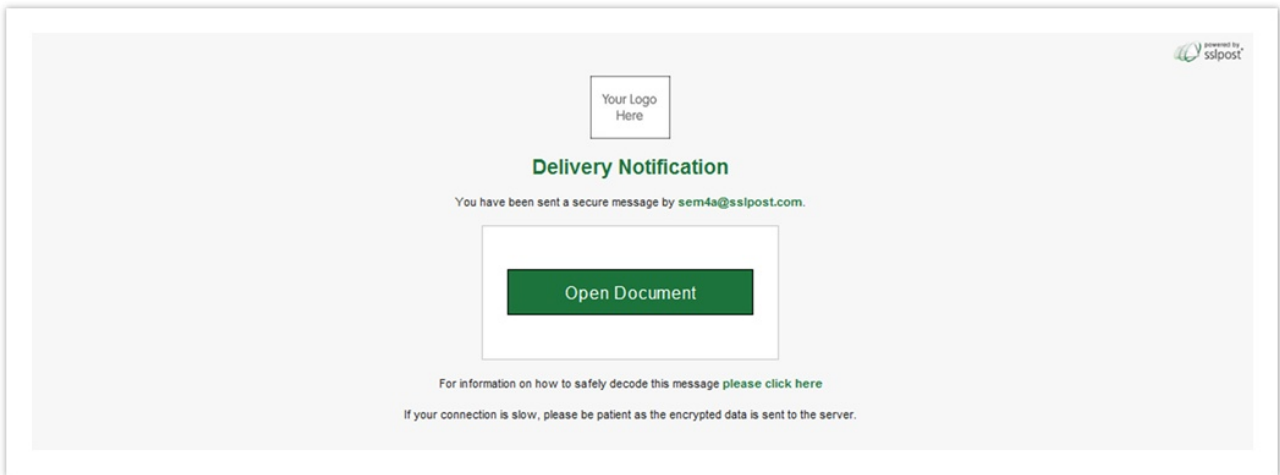 powered by
sslpost
Your Logo
Here
Delivery Notification
You have been sent a secure message by sem4a@sslpost.com.
Open Document
For information on how to safely decode this message please click here
If your connection is slow, please be patient as the encrypted data is sent to the server.